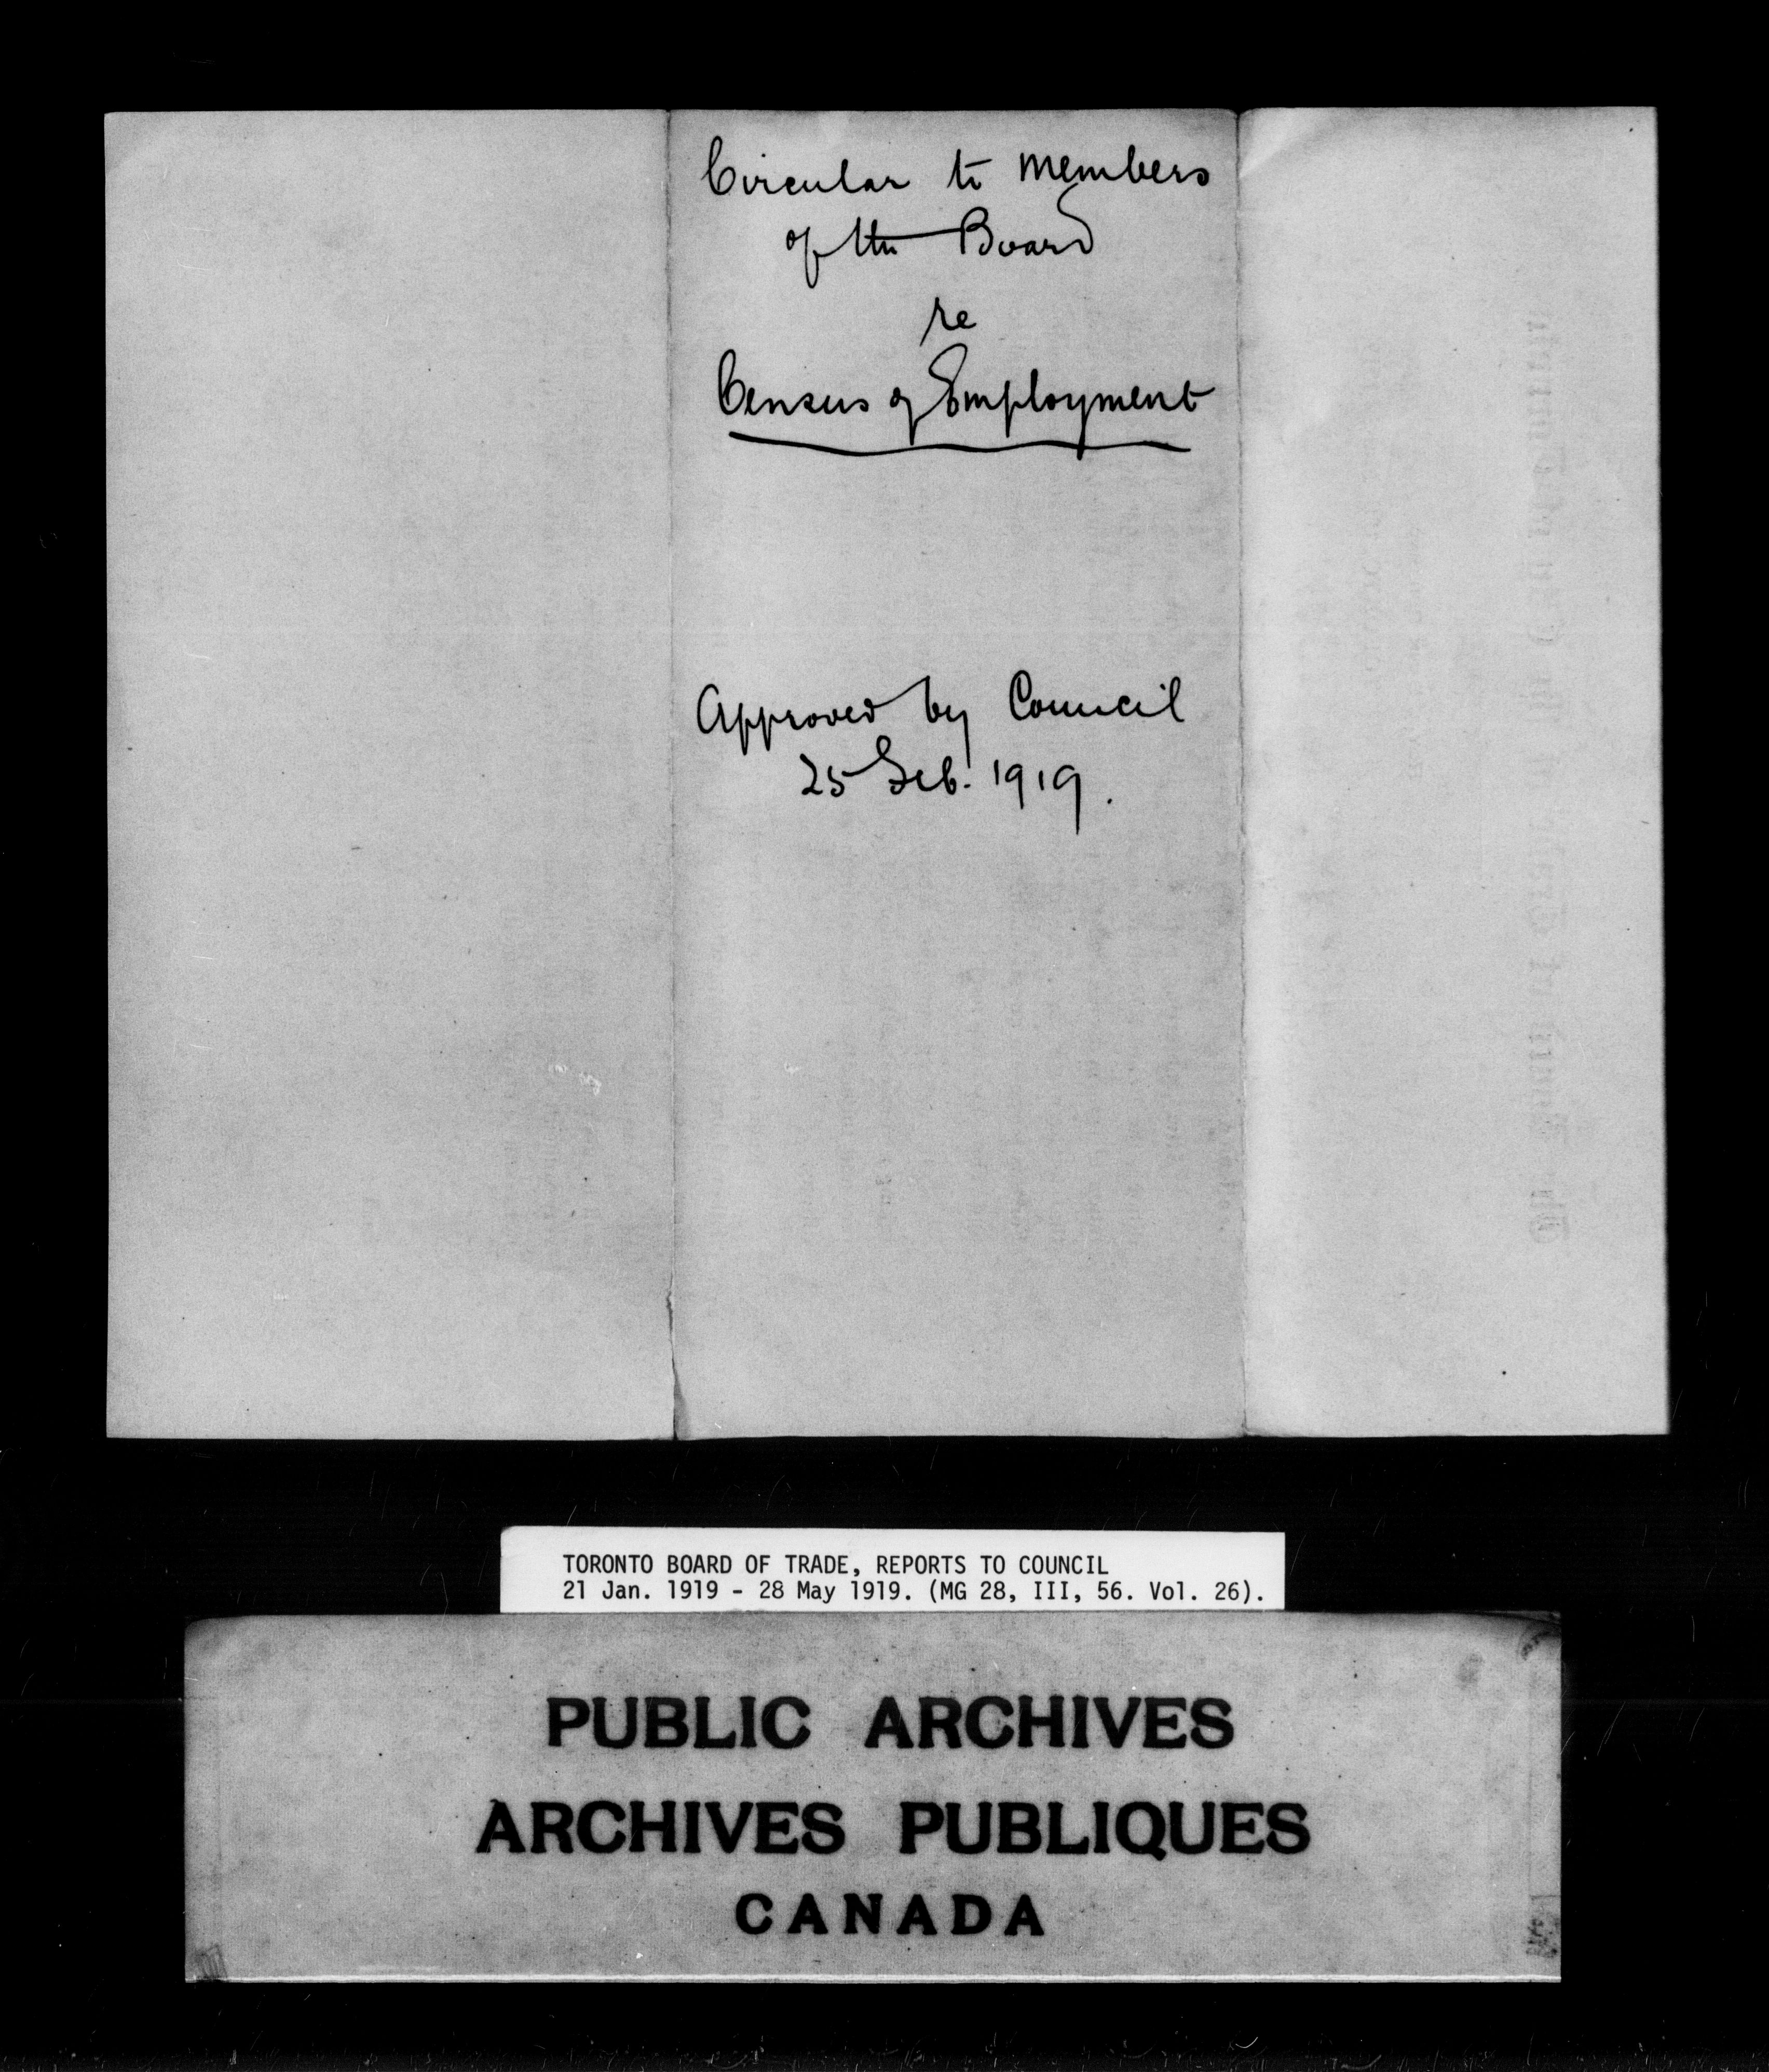 Circular to Members
of the Board
re
Census of Employment
Approved by Council
25 Feb. 1919.
TORONTO BOARD OF TRADE, REPORTS TO COUNCIL
21 Jan. 1919 - 28 May 1919. (MG 28, III, 56. Vol. 26).
PUBLIC ARCHIVES
ARCHIVES PUBLIQUES
CANADA